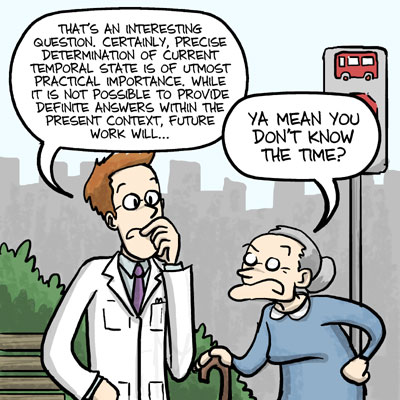 THAT'S AN INTERESTING
QUESTION. CERTAINLY, PRECISE
DETERMINATION OF CURRENT
TEMPORAL STATE IS OF UTMOST
PRACTICAL IMPORTANCE. WHILE
IT IS NOT POSSIBLE TO PROVIDE
DEFINITE ANSWERS WITHIN THE
PRESENT CONTEXT, FUTURE
WORK WILL...
YA MEAN YOU
DON'T KNOW
THE TIME?